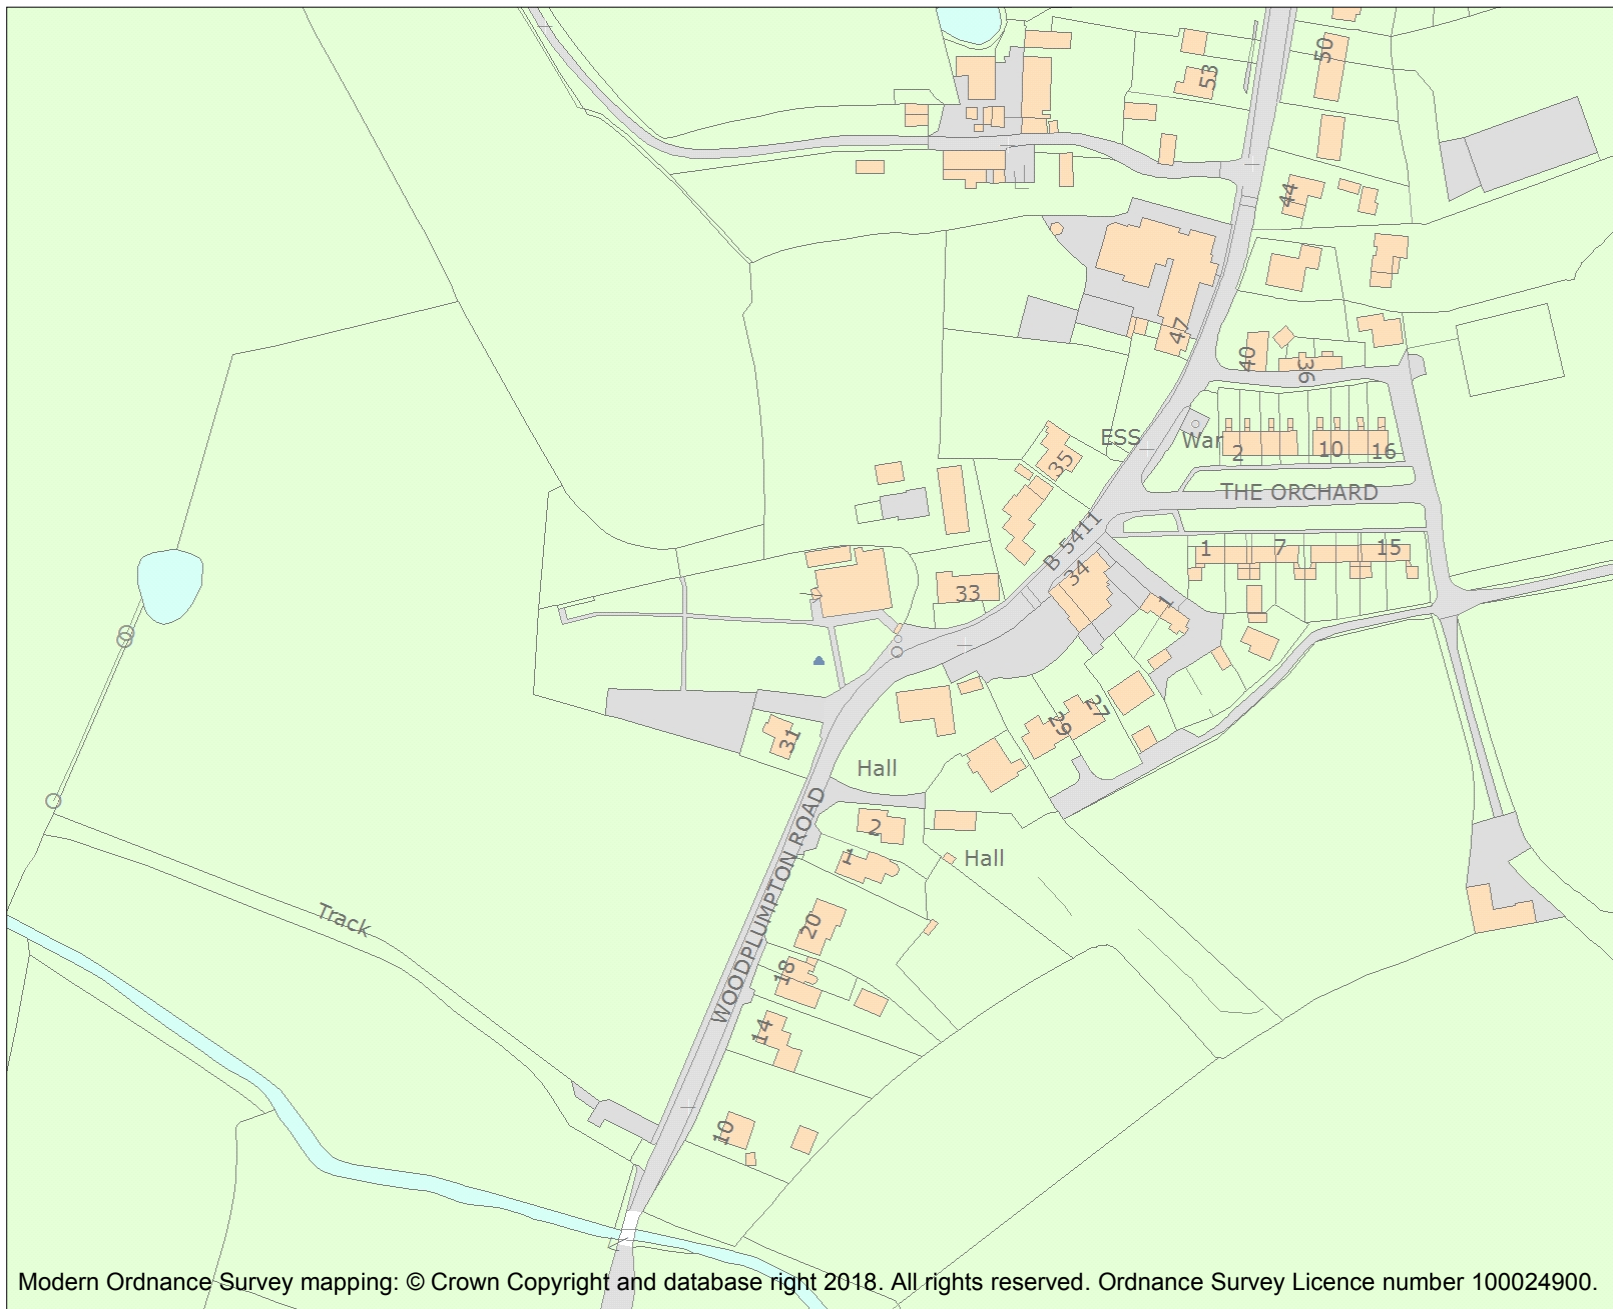 50
53
44
47
40
36
ESS
War
2
10
16
35
THE ORCHARD
B 5411
34
1
7
15
33
1
31
29
27
Hall
2
1
Hall
WOODPLUMPTON ROAD
20
Track
18
14
10
Modern Ordnance Survey mapping: © Crown Copyright and database right 2018. All rights reserved. Ordnance Survey Licence number 100024900.